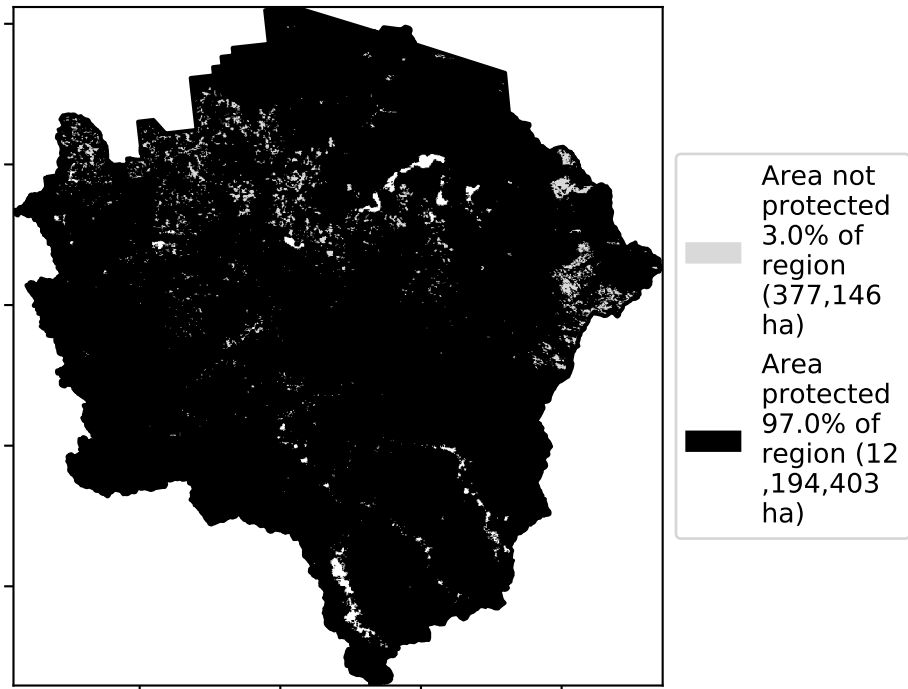 Area not
protected
3.0% of
region
(377,146
ha)
Area
protected
97.0% of
region (12
,194,403
ha)